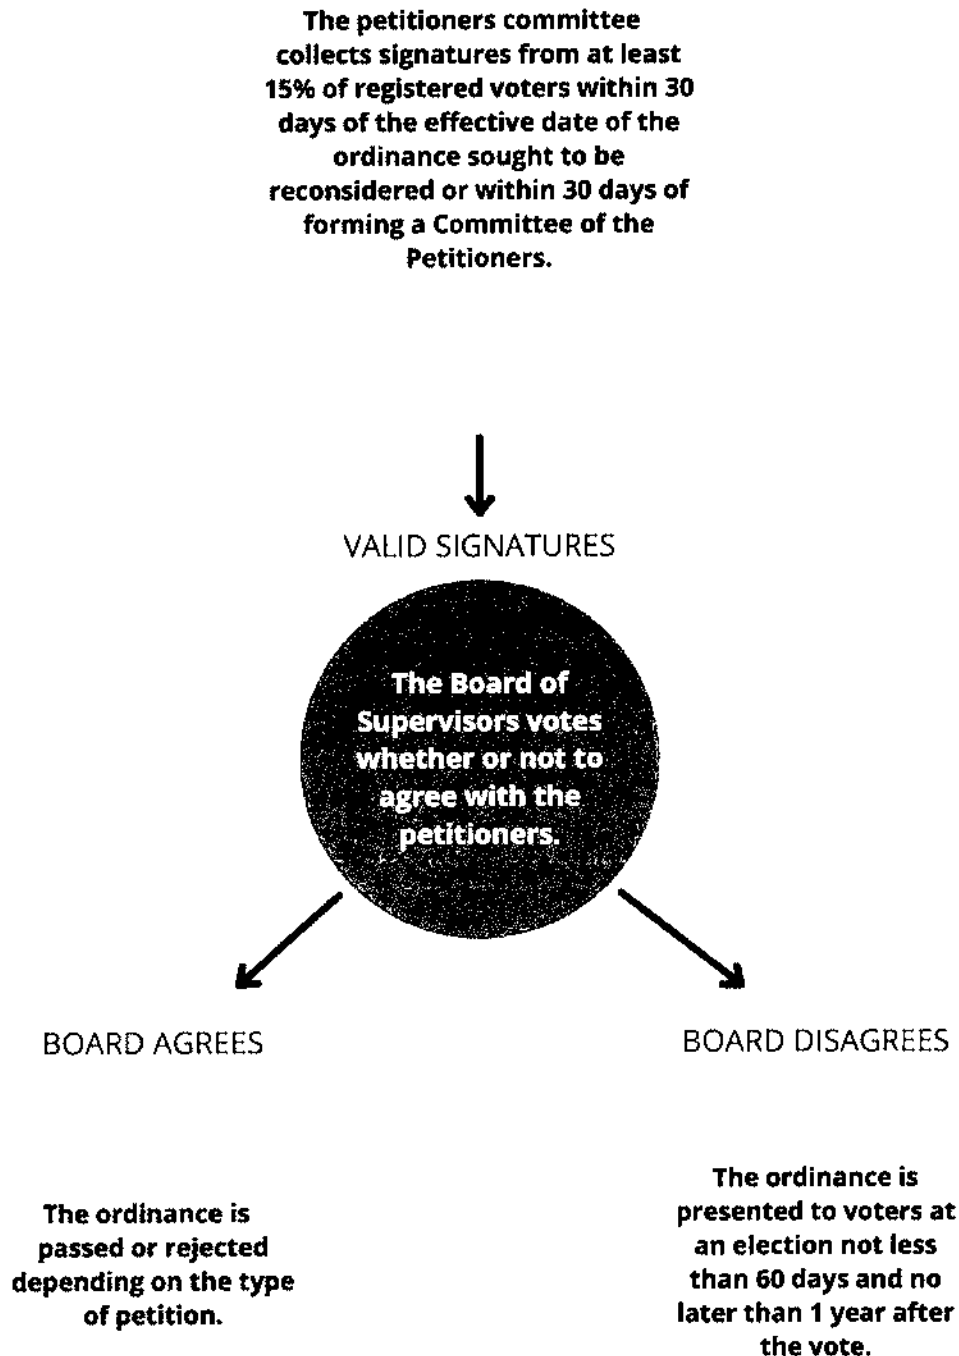 The petitioners committee
collects signatures from at least
15% of registered voters within 30
days of the effective date of the
ordinance sought to be
reconsidered or within 30 days of
forming a Committee of the
Petitioners.
VALID SIGNATURES
The Board of
Supervisors votes
whether or not to
agree with the
petitioners.
BOARD AGREES
BOARD DISAGREES
The ordinance is
passed or rejected
depending on the type
of petition.
The ordinance is
presented to voters at
an election not less
than 60 days and no
later than 1 year after
the vote.